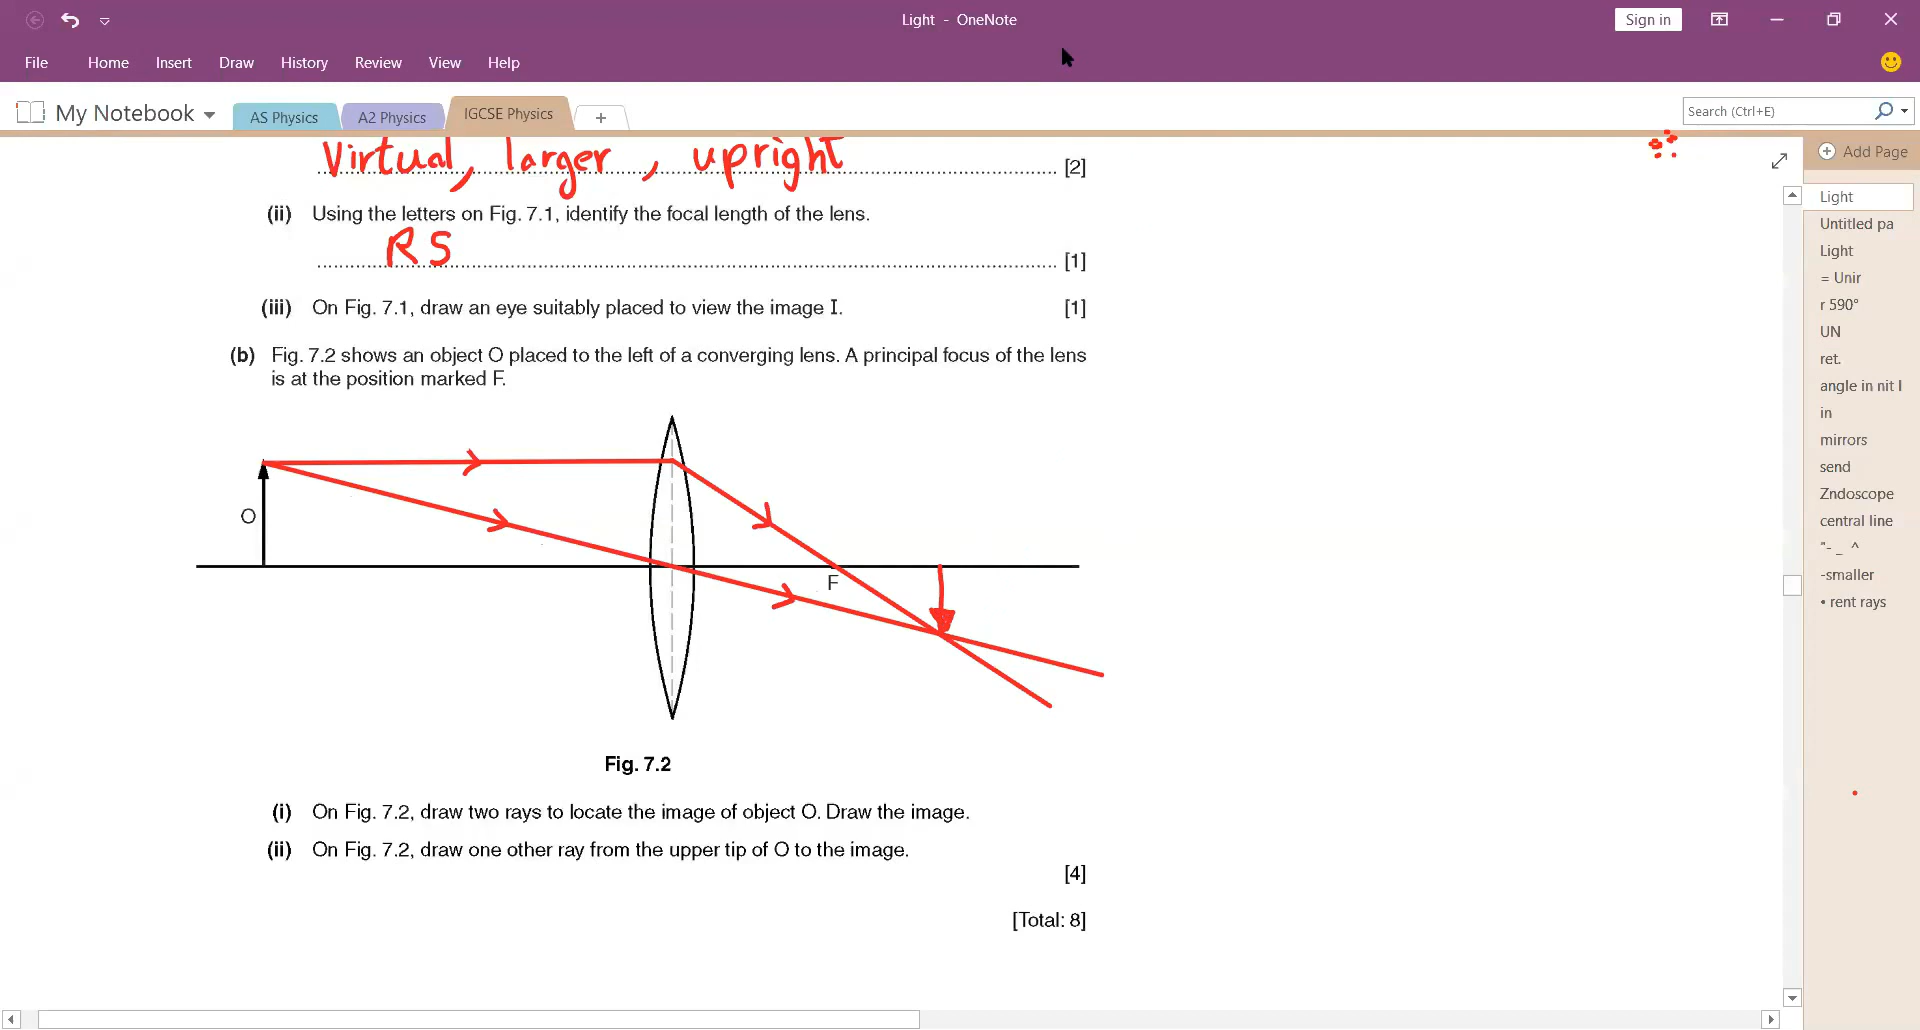 Light - OneNote
Sign in
File Home Insert Draw History Review View Help
My Notebook
AS Physics
A2 Physics
IGCSE Physics
+
Search (Ctrl+E)
Add Page
Virtual, larger, upright
[2]
(ii) Using the letters on Fig. 7.1, identify the focal length of the lens.
RS
[1]
(iii) On Fig. 7.1, draw an eye suitably placed to view the image I. [1]
(b) Fig. 7.2 shows an object O placed to the left of a converging lens. A principal focus of the lens
is at the position marked F.
O
F
Fig. 7.2
(i) On Fig. 7.2, draw two rays to locate the image of object O. Draw the image.
(ii) On Fig. 7.2, draw one other ray from the upper tip of O to the image.
[4]
[Total: 8]
Light
Untitled pa
Light
= Unir
r 590°
UN
ret.
angle in nit I
in
mirrors
send
Zndoscope
central line
"- _ ^
-smaller
• rent rays